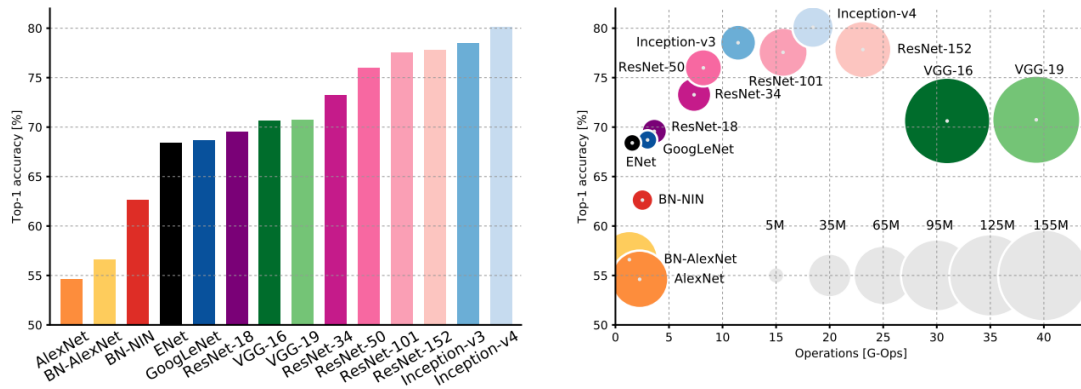 80
75
70
65
60
55
50
Top-1 accuracy [%]
AlexNet
BN-AlexNet
BN-NIN
ENet
GoogLeNet
ResNet-18
VGG-16
VGG-19
ResNet-34
ResNet-50
ResNet-101
ResNet-152
Inception-v3
Inception-v4
80
75
70
65
60
55
50
Top-1 accuracy [%]
Inception-v4
Inception-v3
ResNet-152
ResNet-50
ResNet-101
VGG-16
VGG-19
ResNet-34
ResNet-18
GoogLeNet
ENet
BN-NIN
5M 35M 65M 95M 125M 155M
BN-AlexNet
AlexNet
0 5 10 15 20 25 30 35 40
Operations [G-Ops]